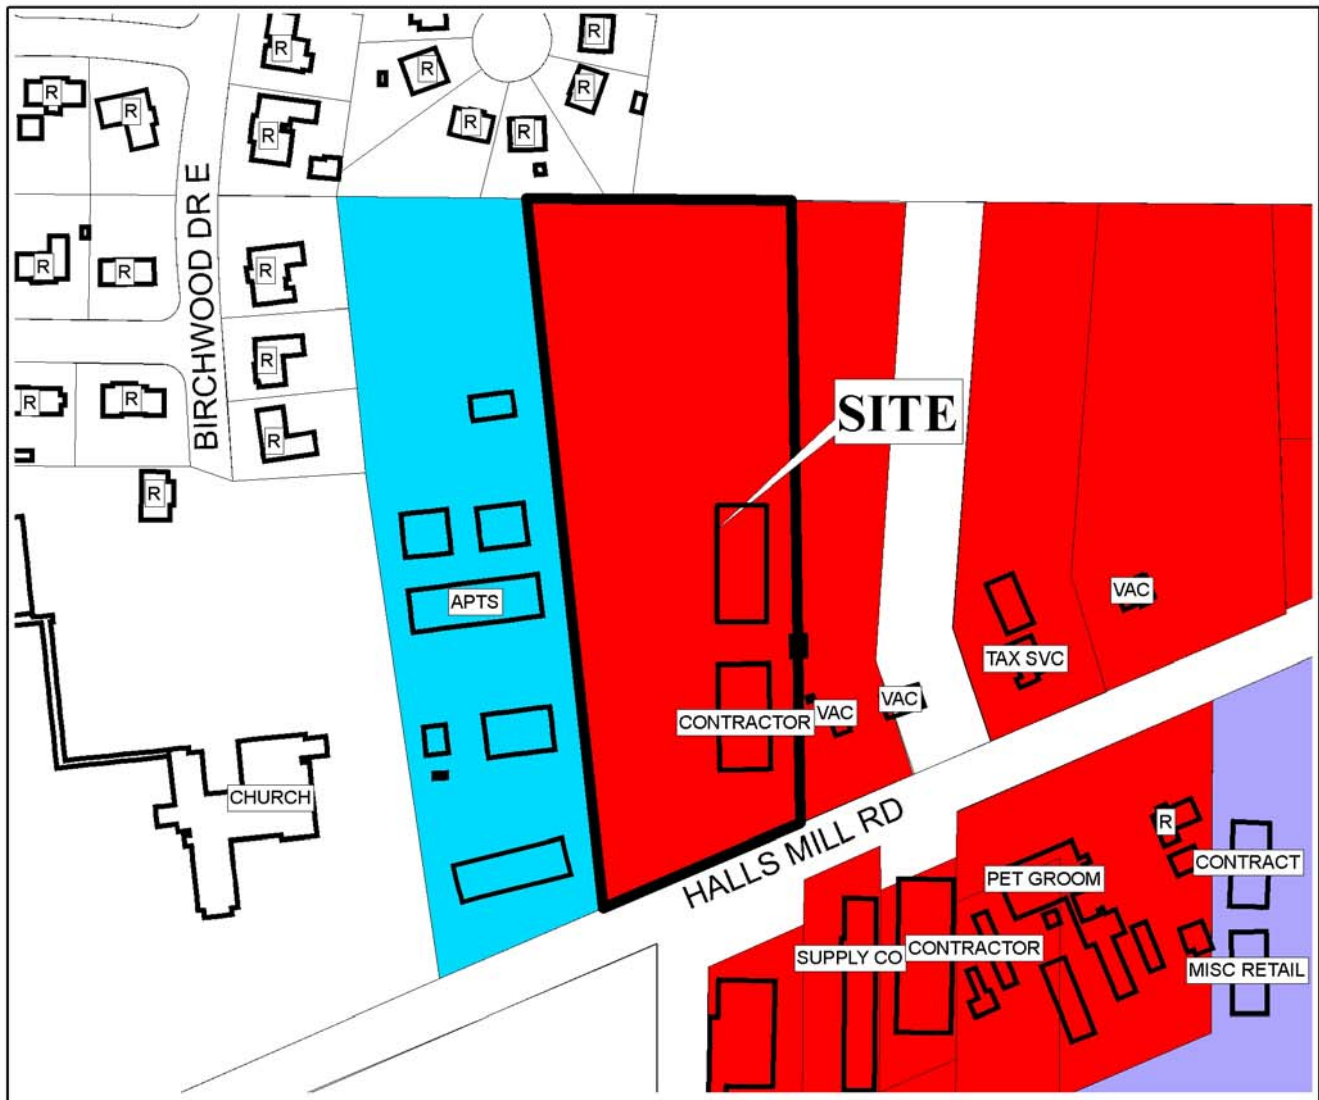 R
R
R
R
R
R
R
R
R
BIRCHWOOD DR E
R
R
R
R
R
R
R
R
SITE
APTS
VAC
TAX SVC
VAC
VAC
CONTRACTOR
CHURCH
HALLS MILL RD
R
CONTRACT
PET GROOM
SUPPLY CO
CONTRACTOR
MISC RETAIL